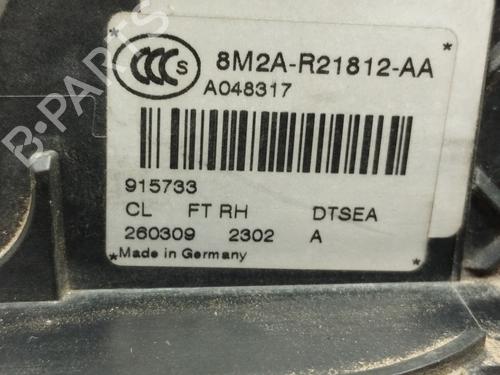 CCC S
8M2A-R21812-AA
A048317
915733
CL FT RH DTSEA
260309 2302 A
*Made in Germany *
B-PARTS